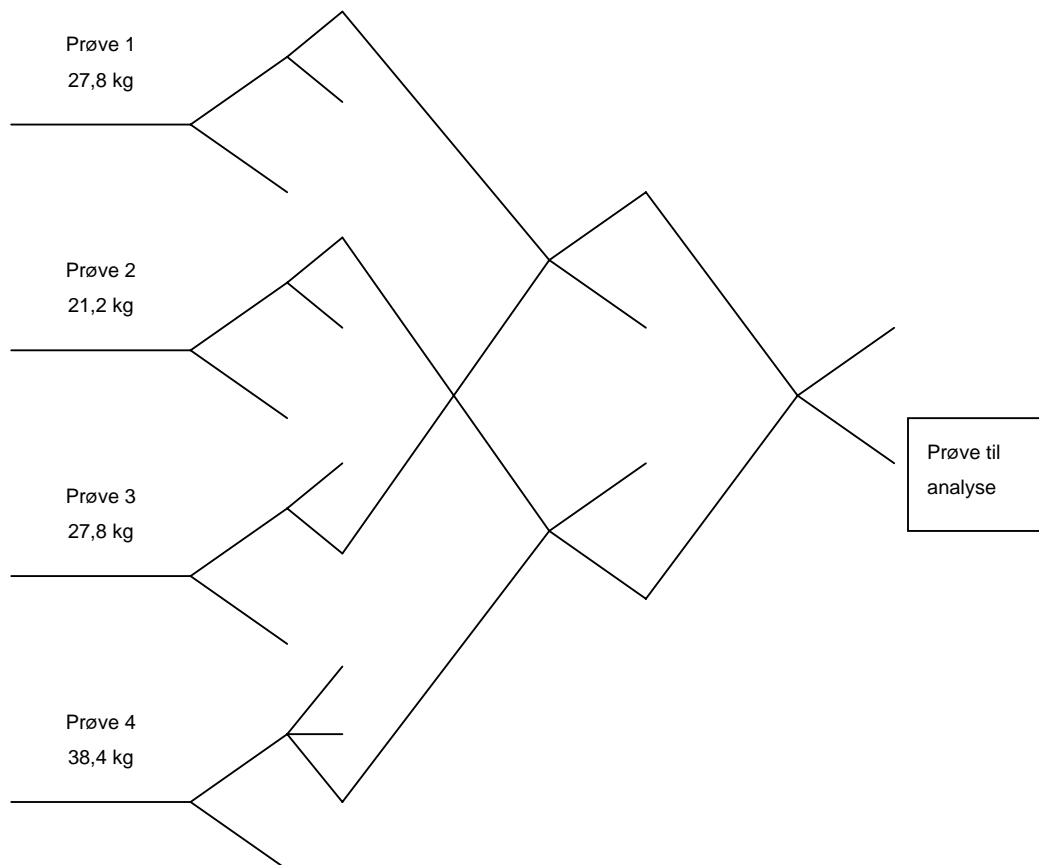 Prøve 1
27,8 kg
Prøve 2
21,2 kg
Prøve 3
27,8 kg
Prøve 4
38,4 kg
Prøve til
analyse